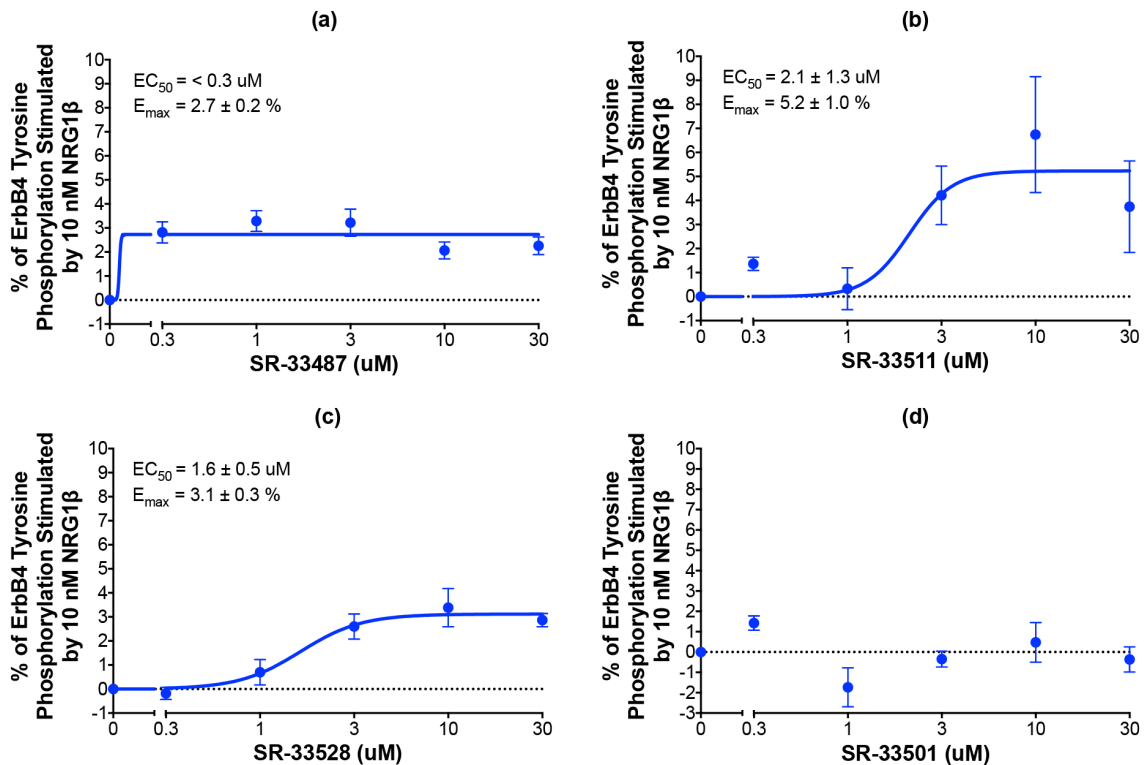 (a)
% of ErbB4 Tyrosine
Phosphorylation Stimulated
by 10 nM NRG1β
10
9
8
7
6
5
4
3
2
1
0
-1
EC50 = < 0.3 uM
Emax = 2.7 ± 0.2 %
0 0.3 1 3 10 30
SR-33487 (uM)
(b)
% of ErbB4 Tyrosine
Phosphorylation Stimulated
by 10 nM NRG1β
10
9
8
7
6
5
4
3
2
1
0
-1
EC50 = 2.1 ± 1.3 uM
Emax = 5.2 ± 1.0 %
0 0.3 1 3 10 30
SR-33511 (uM)
(c)
% of ErbB4 Tyrosine
Phosphorylation Stimulated
by 10 nM NRG1β
10
9
8
7
6
5
4
3
2
1
0
-1
EC50 = 1.6 ± 0.5 uM
Emax = 3.1 ± 0.3 %
0 0.3 1 3 10 30
SR-33528 (uM)
(d)
% of ErbB4 Tyrosine
Phosphorylation Stimulated
by 10 nM NRG1β
10
9
8
7
6
5
4
3
2
1
0
-1
-2
-3
0 0.3 1 3 10 30
SR-33501 (uM)